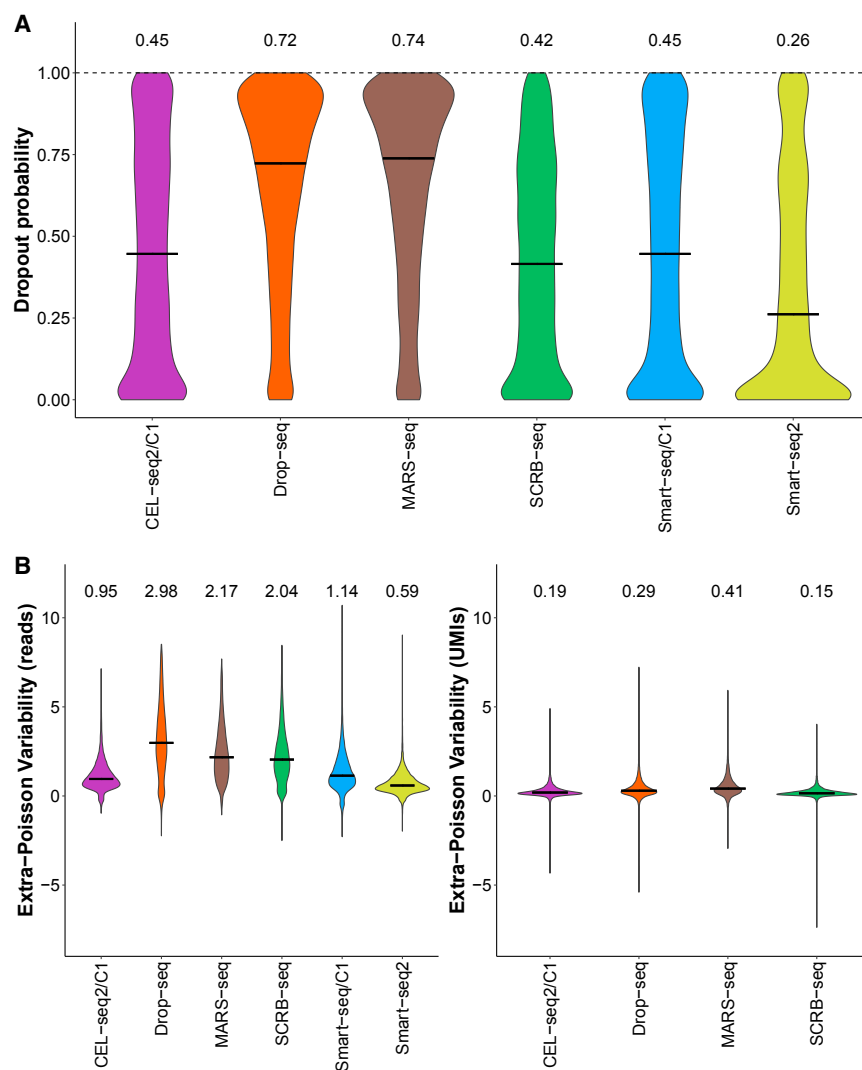 A
0.45 0.72 0.74 0.42 0.45 0.26
Dropout probability
1.00
0.75
0.50
0.25
0.00
CEL−seq2/C1
Drop−seq
MARS−seq
SCRB−seq
Smart−seq/C1
Smart−seq2
B
Extra−Poisson Variability (reads)
0.95 2.98 2.17 2.04 1.14 0.59
10
5
0
−5
CEL−seq2/C1
Drop−seq
MARS−seq
SCRB−seq
Smart−seq/C1
Smart−seq2
Extra−Poisson Variability (UMIs)
0.19 0.29 0.41 0.15
10
5
0
−5
CEL−seq2/C1
Drop−seq
MARS−seq
SCRB−seq